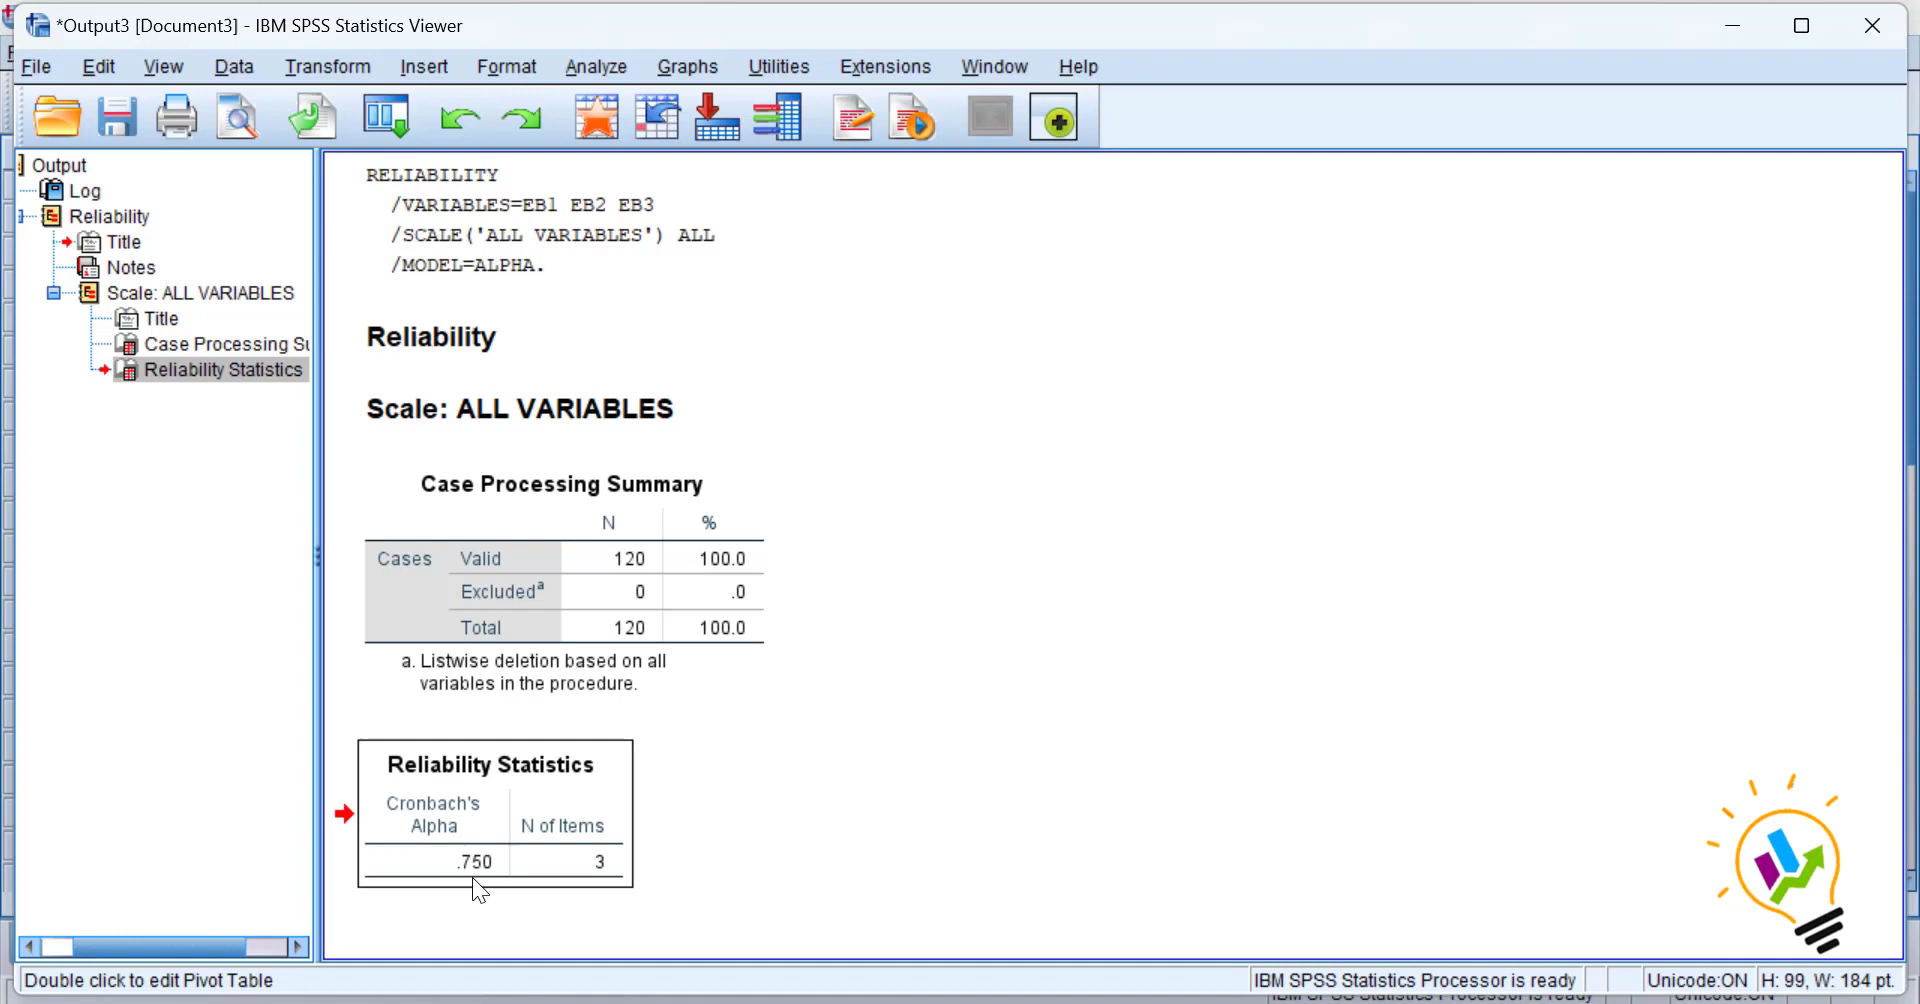 *Output3 [Document3] - IBM SPSS Statistics Viewer
File Edit View Data Transform Insert Format Analyze Graphs Utilities Extensions Window Help
Output
Log
Reliability
Title
Notes
Scale: ALL VARIABLES
Title
Case Processing Su
Reliability Statistics
RELIABILITY
/VARIABLES=EB1 EB2 EB3
/SCALE('ALL VARIABLES') ALL
/MODEL=ALPHA.
Reliability
Scale: ALL VARIABLES
Case Processing Summary
N %
Cases Valid 120 100.0
Excludedª 0 .0
Total 120 100.0
a. Listwise deletion based on all
variables in the procedure.
Reliability Statistics
Cronbach's
Alpha N of Items
.750 3
Double click to edit Pivot Table IBM SPSS Statistics Processor is ready Unicode:ON H: 99, W: 184 pt.